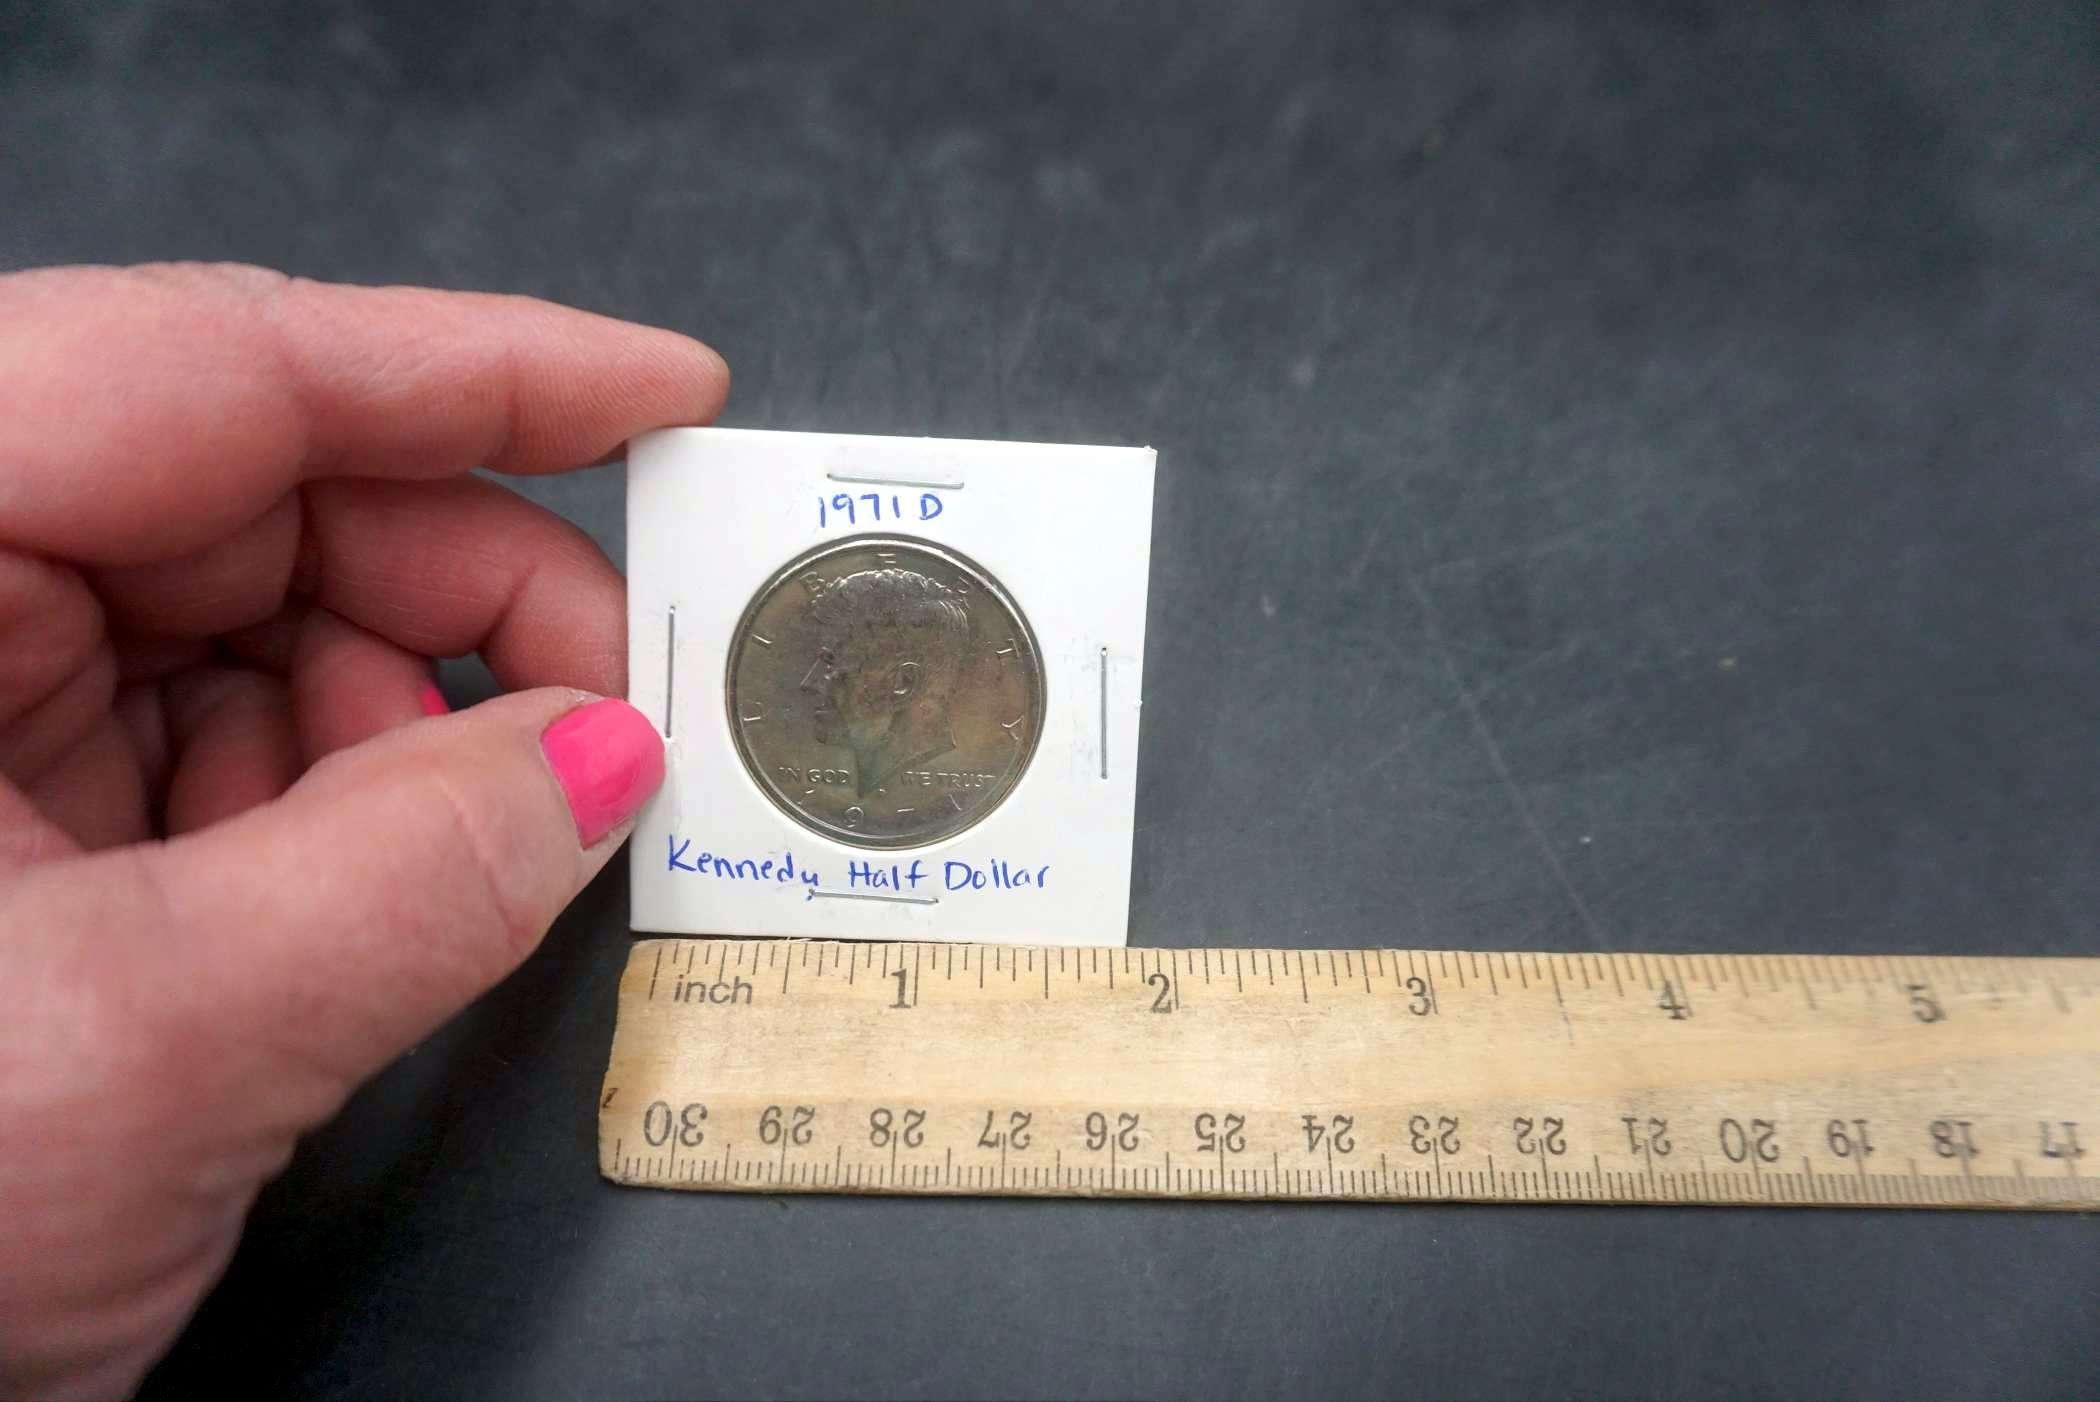 1971 D
LIBERTY
IN GOD WE TRUST
1971
Kennedy Half Dollar
inch 1 2 3 4 5
30 29 28 27 26 25 24 23 22 21 20 19 18 17